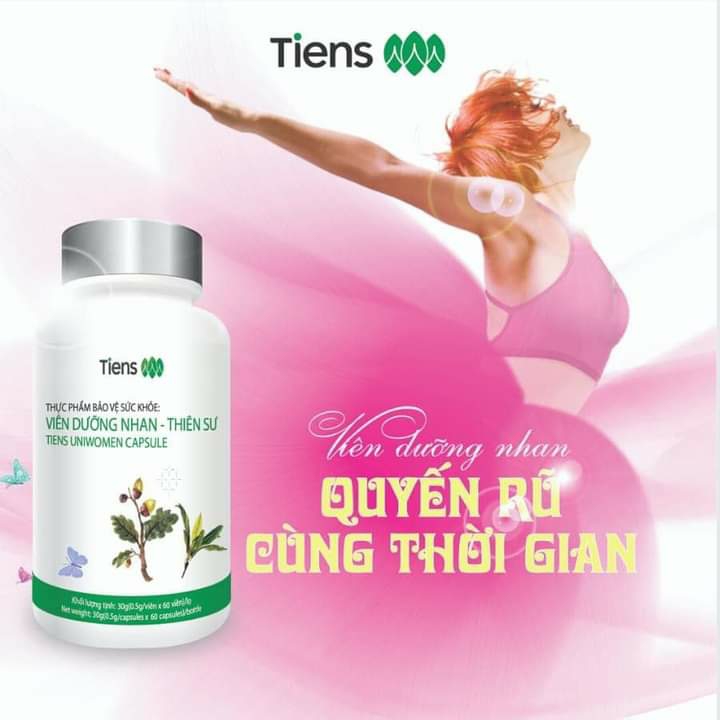 Tiens
Tiens
THỰC PHẨM BẢO VỆ SỨC KHỎE:
VIÊN DƯỠNG NHAN - THIÊN SƯ
TIENS UNIWOMEN CAPSULE
Khối lượng tịnh: 30g(0.5g/viên x 60 viên)/lọ
Net weight: 30g(0.5g/capsules x 60 capsules)/bottle
Viên dưỡng nhan
QUYẾN RŨ
CÙNG THỜI GIAN